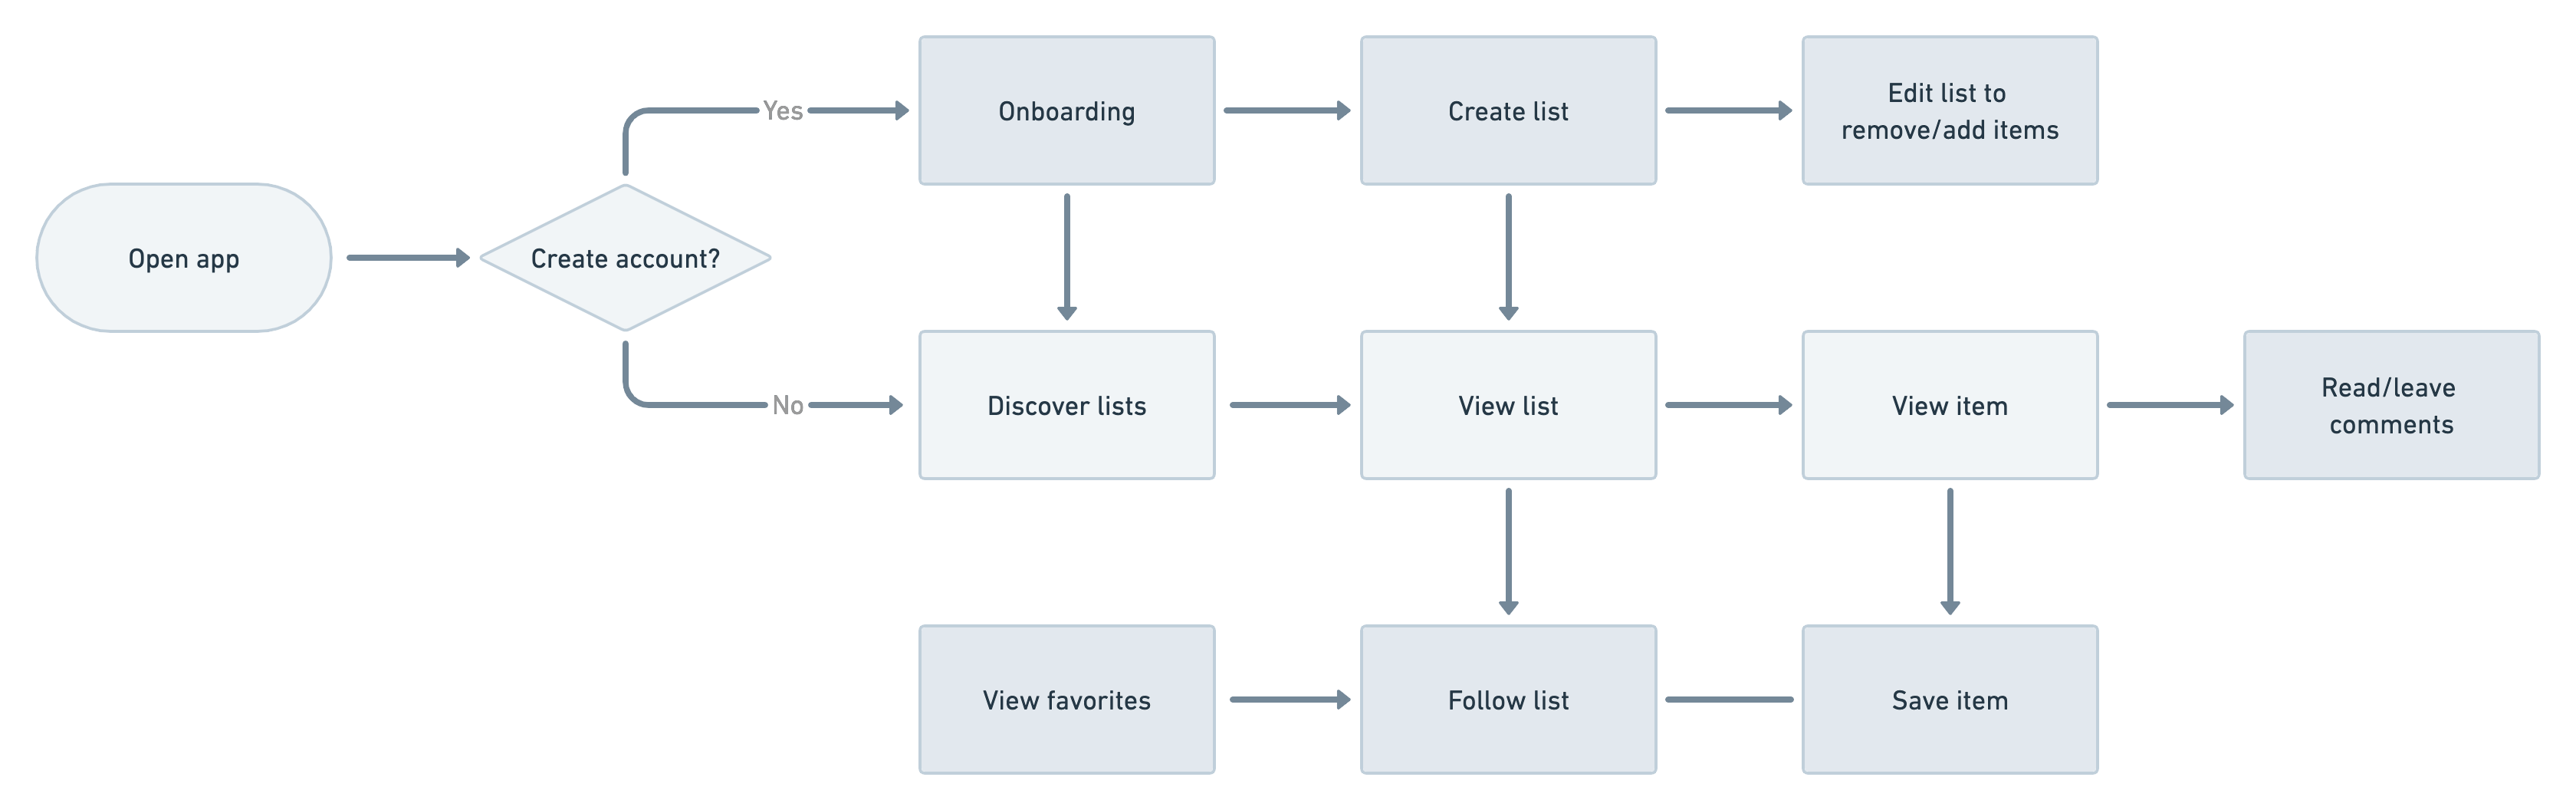 Open app
Create account?
Yes
No
Onboarding
Create list
Edit list to
remove/add items
Discover lists
View list
View item
Read/leave
comments
View favorites
Follow list
Save item